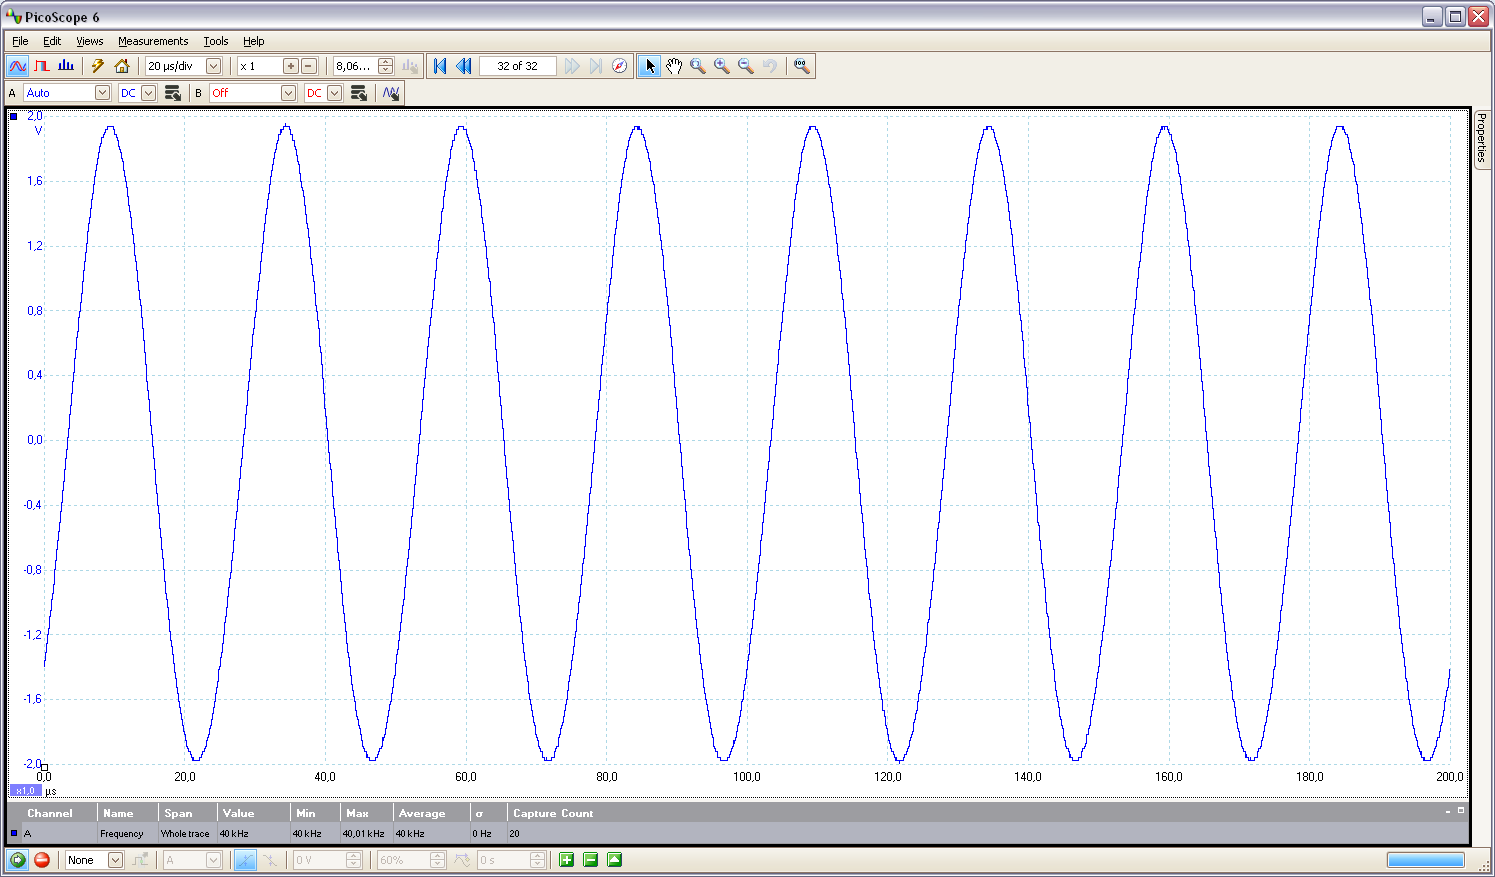 PicoScope 6
File Edit Views Measurements Tools Help
20 µs/div x 1 8,06... 32 of 32
A Auto DC B Off DC
2,0
V
1,6
1,2
0,8
0,4
0,0
-0,4
-0,8
-1,2
-1,6
-2,0
0,0 20,0 40,0 60,0 80,0 100,0 120,0 140,0 160,0 180,0 200,0
x1,0 µs
Properties
Channel Name Span Value Min Max Average σ Capture Count
A Frequency Whole trace 40 kHz 40 kHz 40,01 kHz 40 kHz 0 Hz 20
None A 0 V 60% 0 s